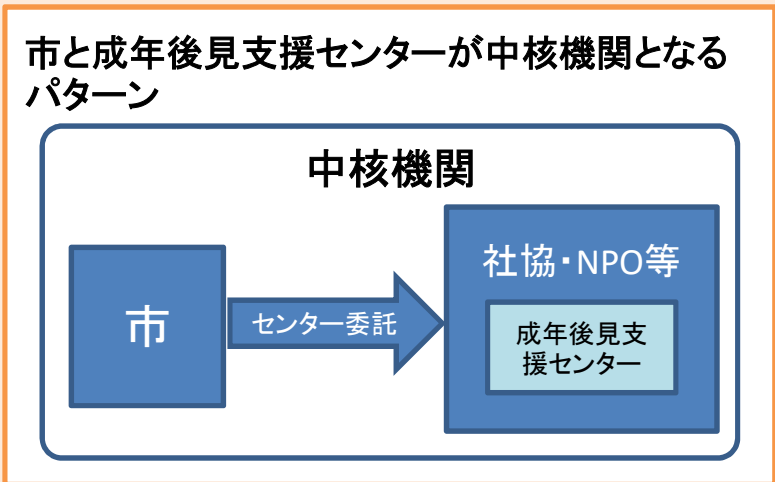 市と成年後見支援センターが中核機関となる
パターン
中核機関
市
センター委託
社協・NPO等
成年後見支
援センター